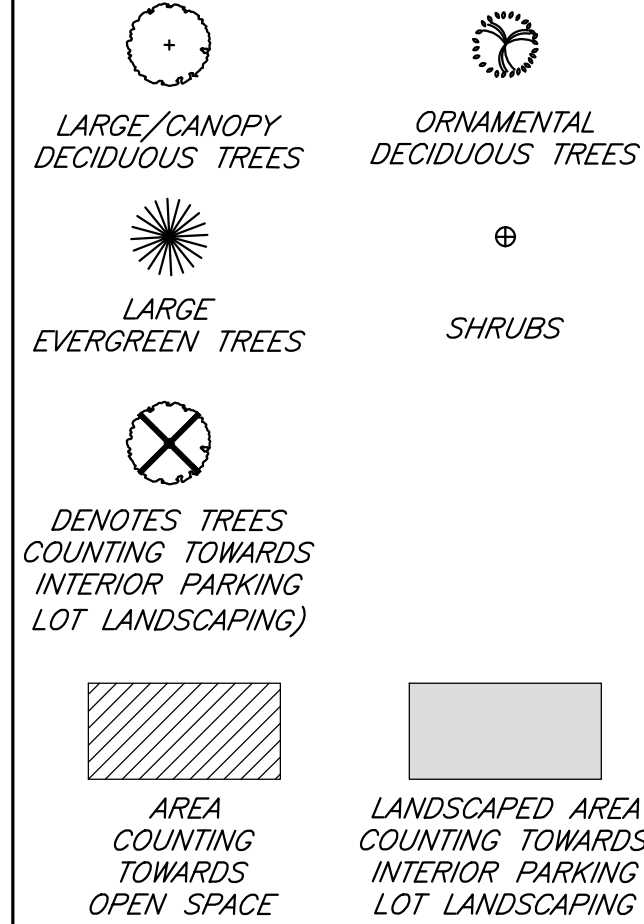 LARGE/CANOPY
DECIDUOUS TREES
ORNAMENTAL
DECIDUOUS TREES
LARGE
EVERGREEN TREES
SHRUBS
DENOTES TREES
COUNTING TOWARDS
INTERIOR PARKING
LOT LANDSCAPING)
AREA
COUNTING
TOWARDS
OPEN SPACE
LANDSCAPED AREA
COUNTING TOWARDS
INTERIOR PARKING
LOT LANDSCAPING